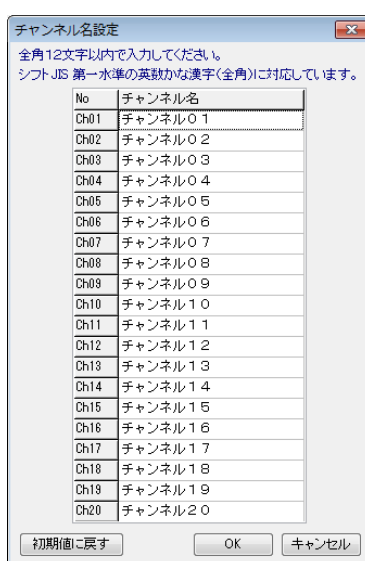 チャンネル名設定
全角12文字以内で入力してください。
シフトJIS 第一水準の英数かな漢字(全角)に対応しています。
No チャンネル名
Ch01 チャンネル０１
Ch02 チャンネル０２
Ch03 チャンネル０３
Ch04 チャンネル０４
Ch05 チャンネル０５
Ch06 チャンネル０６
Ch07 チャンネル０７
Ch08 チャンネル０８
Ch09 チャンネル０９
Ch10 チャンネル１０
Ch11 チャンネル１１
Ch12 チャンネル１２
Ch13 チャンネル１３
Ch14 チャンネル１４
Ch15 チャンネル１５
Ch16 チャンネル１６
Ch17 チャンネル１７
Ch18 チャンネル１８
Ch19 チャンネル１９
Ch20 チャンネル２０
初期値に戻す OK キャンセル